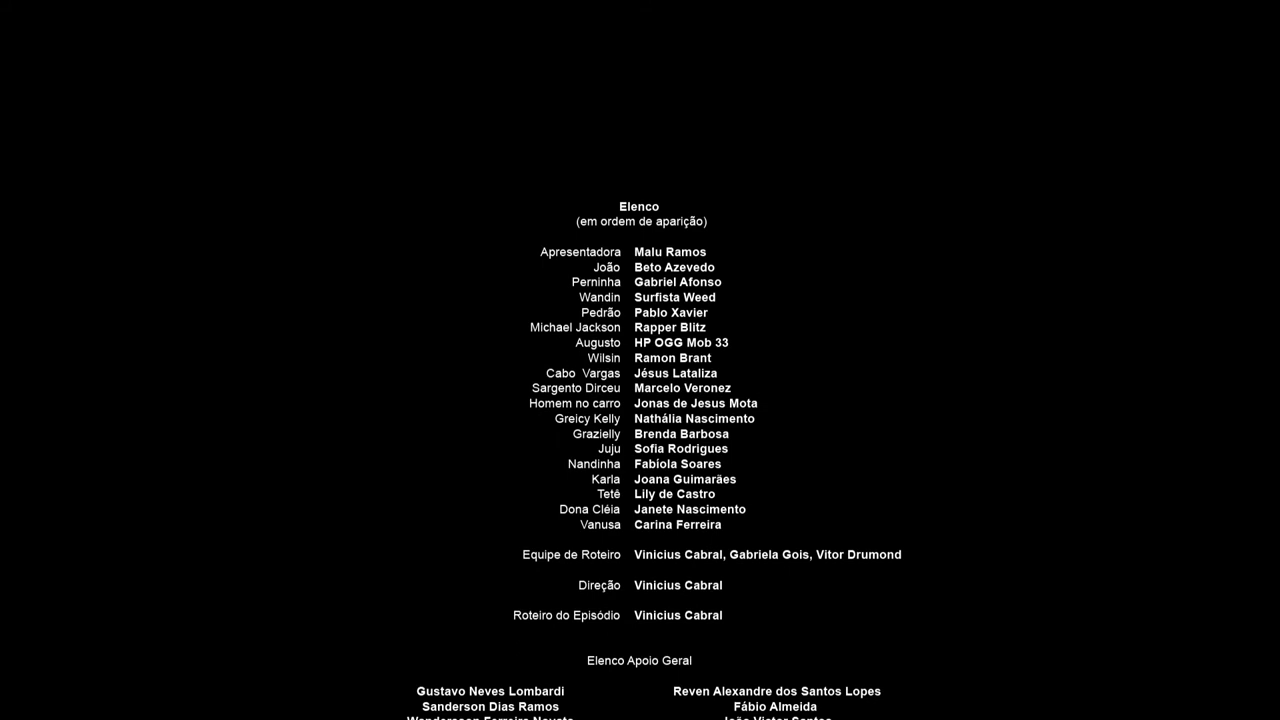 Elenco
(em ordem de aparição)
Apresentadora Malu Ramos
João Beto Azevedo
Perninha Gabriel Afonso
Wandin Surfista Weed
Pedrão Pablo Xavier
Michael Jackson Rapper Blitz
Augusto HP OGG Mob 33
Wilsin Ramon Brant
Cabo Vargas Jésus Lataliza
Sargento Dirceu Marcelo Veronez
Homem no carro Jonas de Jesus Mota
Greicy Kelly Nathália Nascimento
Grazielly Brenda Barbosa
Juju Sofia Rodrigues
Nandinha Fabíola Soares
Karla Joana Guimarães
Tetê Lily de Castro
Dona Cléia Janete Nascimento
Vanusa Carina Ferreira
Equipe de Roteiro Vinicius Cabral, Gabriela Gois, Vitor Drumond
Direção Vinicius Cabral
Roteiro do Episódio Vinicius Cabral
Elenco Apoio Geral
Gustavo Neves Lombardi Reven Alexandre dos Santos Lopes
Sanderson Dias Ramos Fábio Almeida